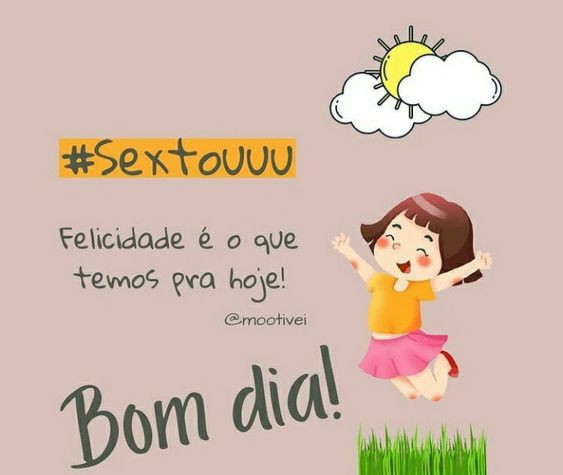 #Sextouuu
Felicidade é o que
temos pra hoje!
@mootivei
Bom dia!